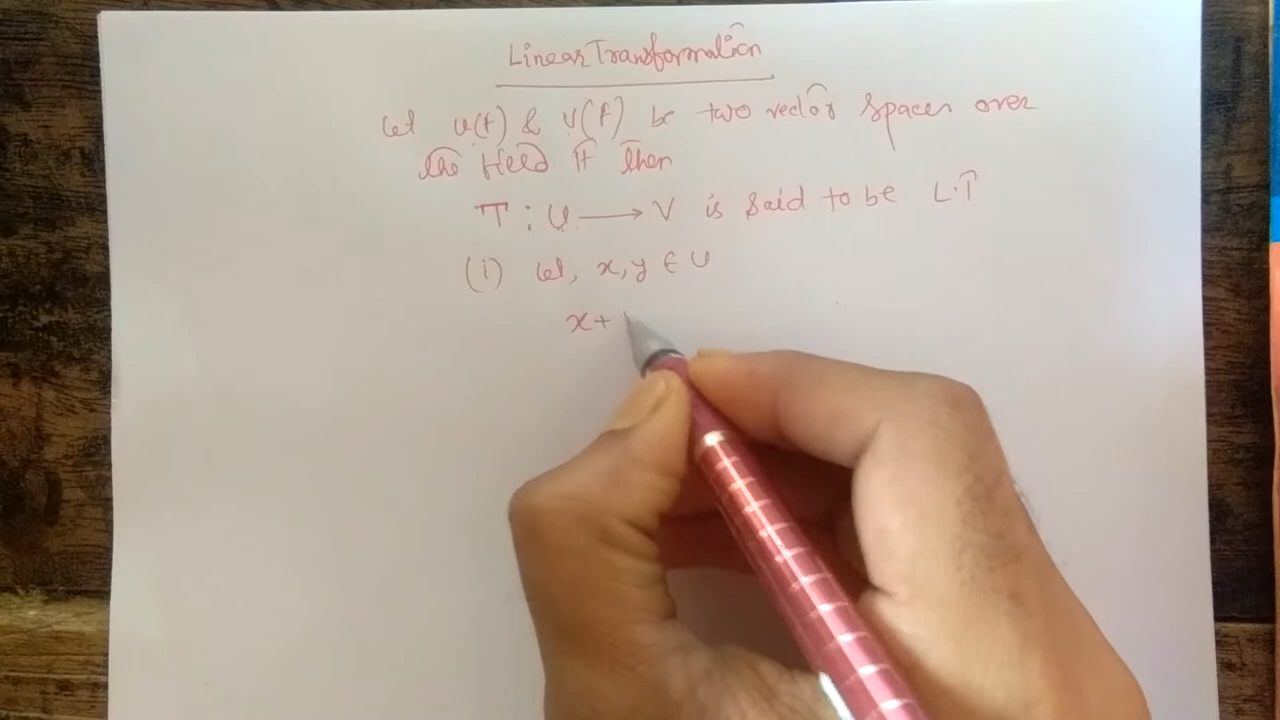 Linear Transformation
Let U(F) & V(F) be two vector spaces over
the field F then
T : U → V is said to be L.T
(i) Let, x, y ∈ U
x +